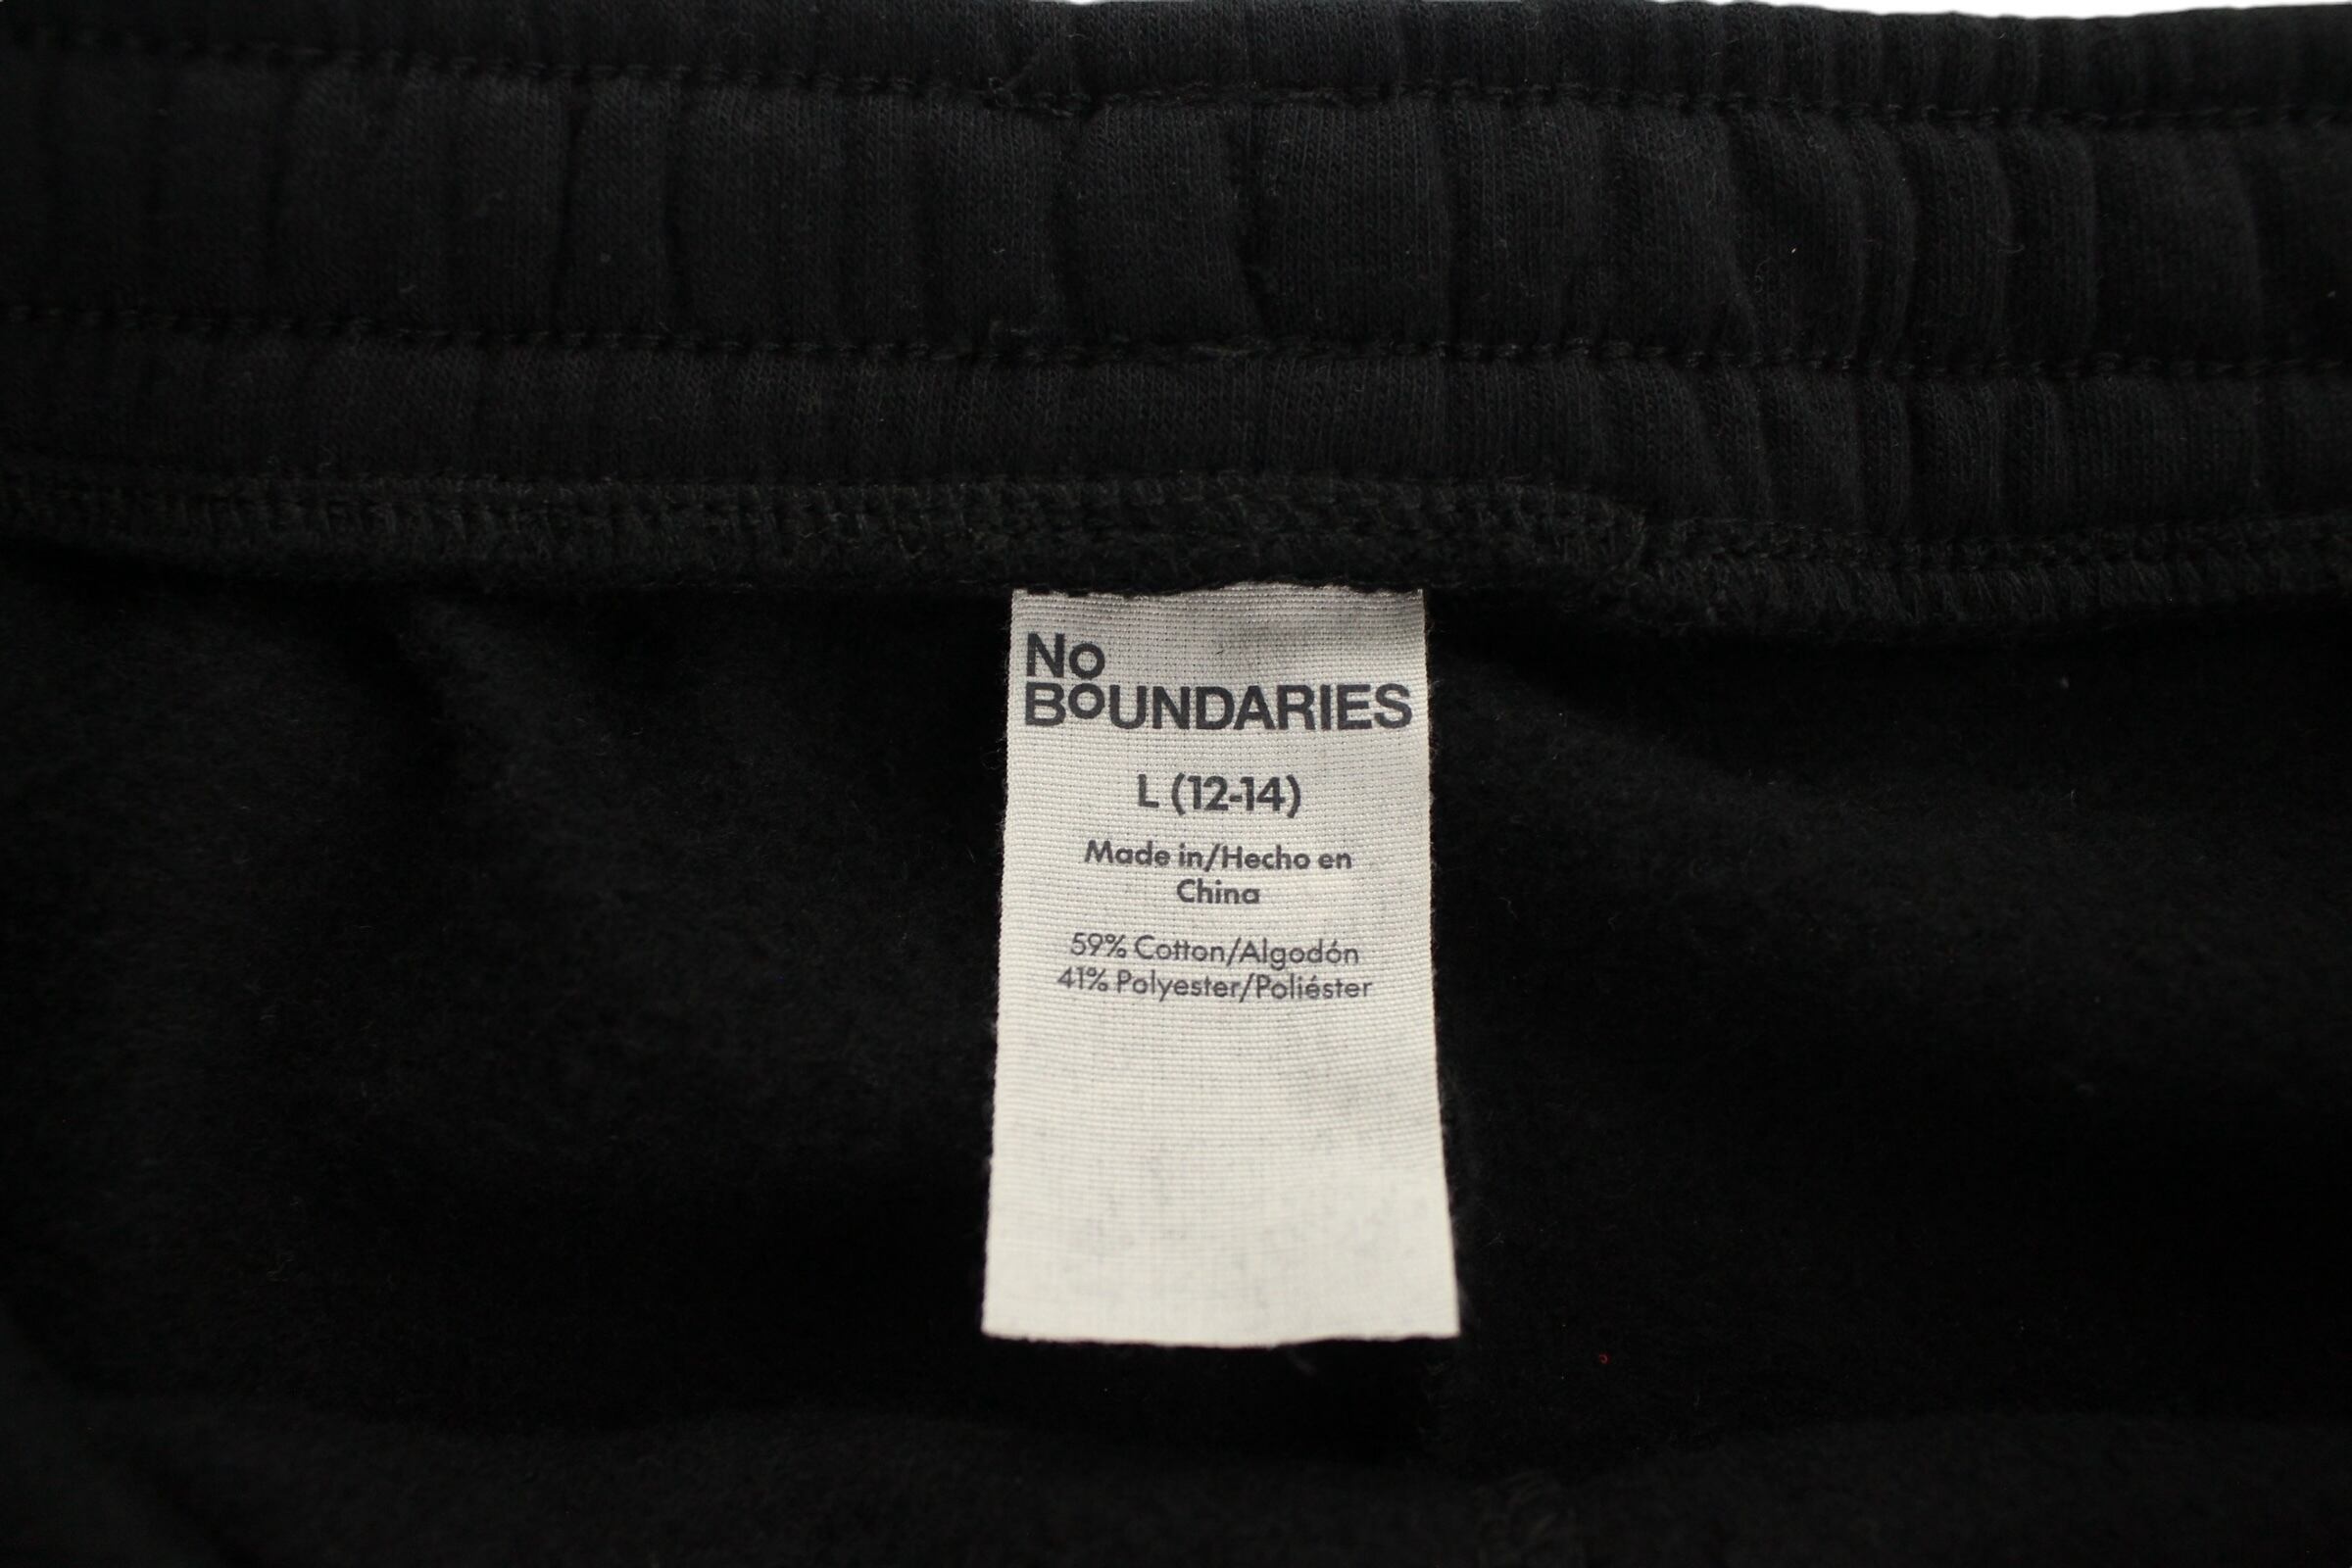 No
BoUNDARIES
L (12-14)
Made in/Hecho en
China
59% Cotton/Algodón
41% Polyester/Poliéster